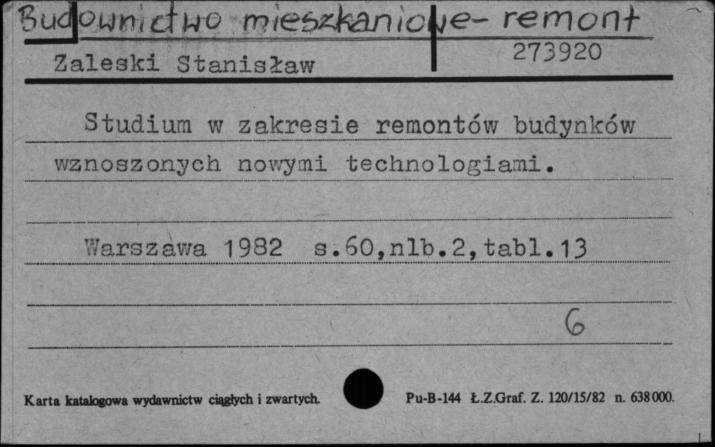 Budownictwo mieszkaniowe - remont
Zaleski Stanisław 273920
Studium w zakresie remontów budynków
wznoszonych nowymi technologiami.
Warszawa 1982 s.60,nlb.2,tabl.13
6
Karta katalogowa wydawnictw ciągłych i zwartych. Pu-B-144 Ł.Z.Graf. Z. 120/15/82 n. 638000.